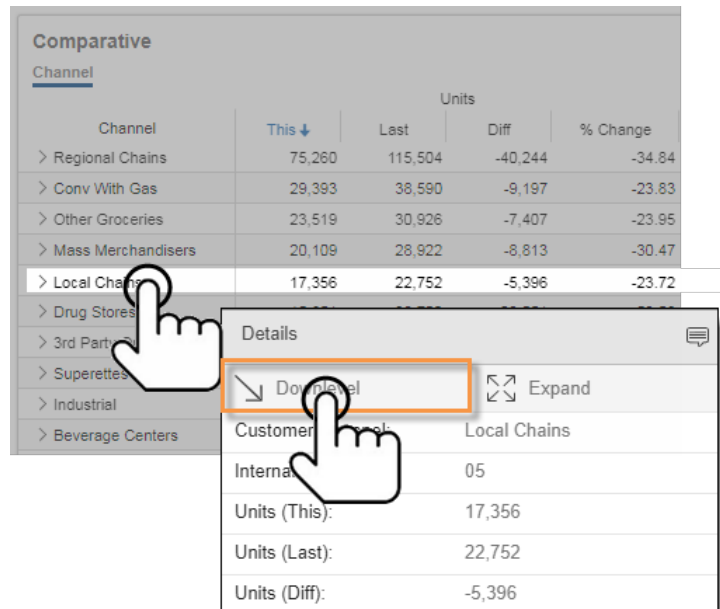 Comparative
Channel
Units
Channel This Last Diff % Change
Regional Chains 75,260 115,504 -40,244 -34.84
Conv With Gas 29,393 38,590 -9,197 -23.83
Other Groceries 23,519 30,926 -7,407 -23.95
Mass Merchandisers 20,109 28,922 -8,813 -30.47
Local Chains 17,356 22,752 -5,396 -23.72
Drug Stores
3rd Party
Superettes
Industrial
Beverage Centers
Details
Downlevel Expand
Customer Local Chains
05
Units (This): 17,356
Units (Last): 22,752
Units (Diff): -5,396